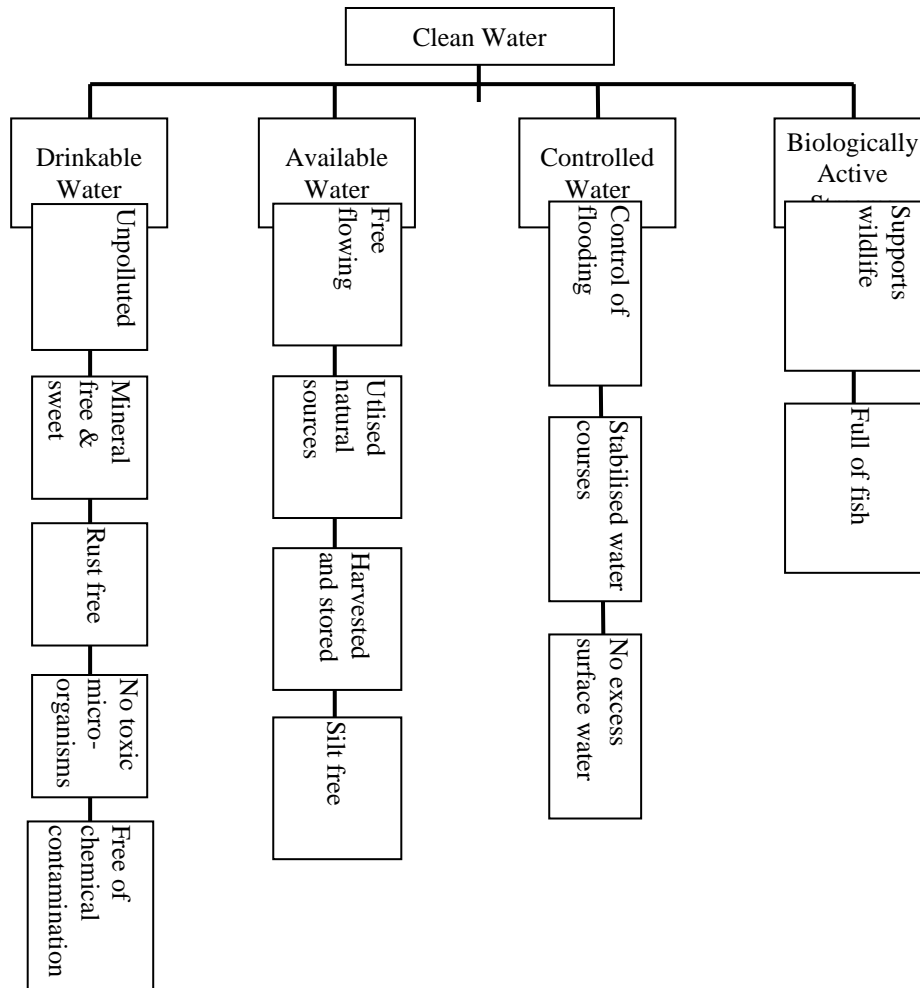 Clean Water
Drinkable
Water
Unpolluted
Mineral
free &
sweet
Rust free
No toxic
micro-
organisms
Free of
chemical
contamination
Available
Water
Free
flowing
Utlised
natural
sources
Harvested
and stored
Silt free
Controlled
Water
Control of
flooding
Stabilised water
courses
No excess
surface water
Biologically
Active
Supports
wildlife
Full of fish